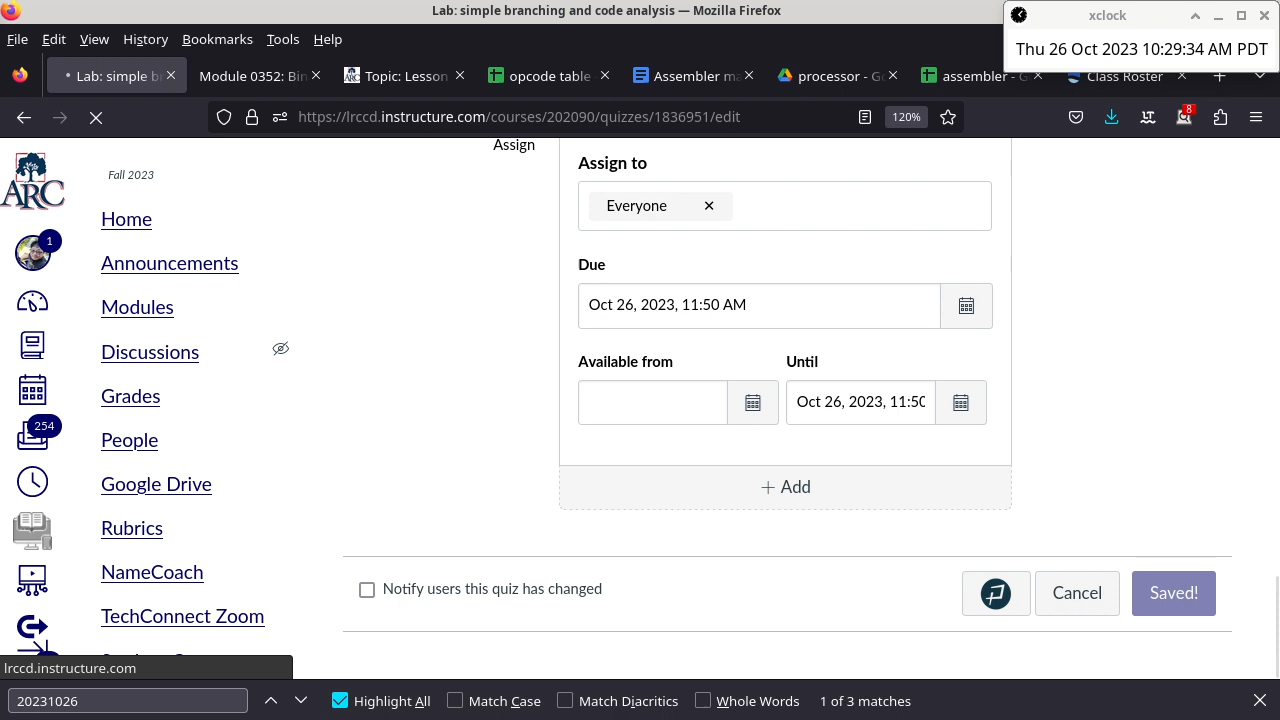 Lab: simple branching and code analysis — Mozilla Firefox
xclock
File Edit View History Bookmarks Tools Help
Thu 26 Oct 2023 10:29:34 AM PDT
Lab: simple b
Module 0352: Bin
Topic: Lesson
opcode table -
Assembler ma
processor - Go
assembler - G
Class Roster
https://lrccd.instructure.com/courses/202090/quizzes/1836951/edit
120%
8
ARC
Fall 2023
Home
Announcements
Modules
Discussions
Grades
People
Google Drive
Rubrics
NameCoach
TechConnect Zoom
1
254
Assign
Assign to
Everyone
Due
Oct 26, 2023, 11:50 AM
Available from
Until
Oct 26, 2023, 11:50
+ Add
Notify users this quiz has changed
Cancel
Saved!
lrccd.instructure.com
20231026
Highlight All
Match Case
Match Diacritics
Whole Words
1 of 3 matches